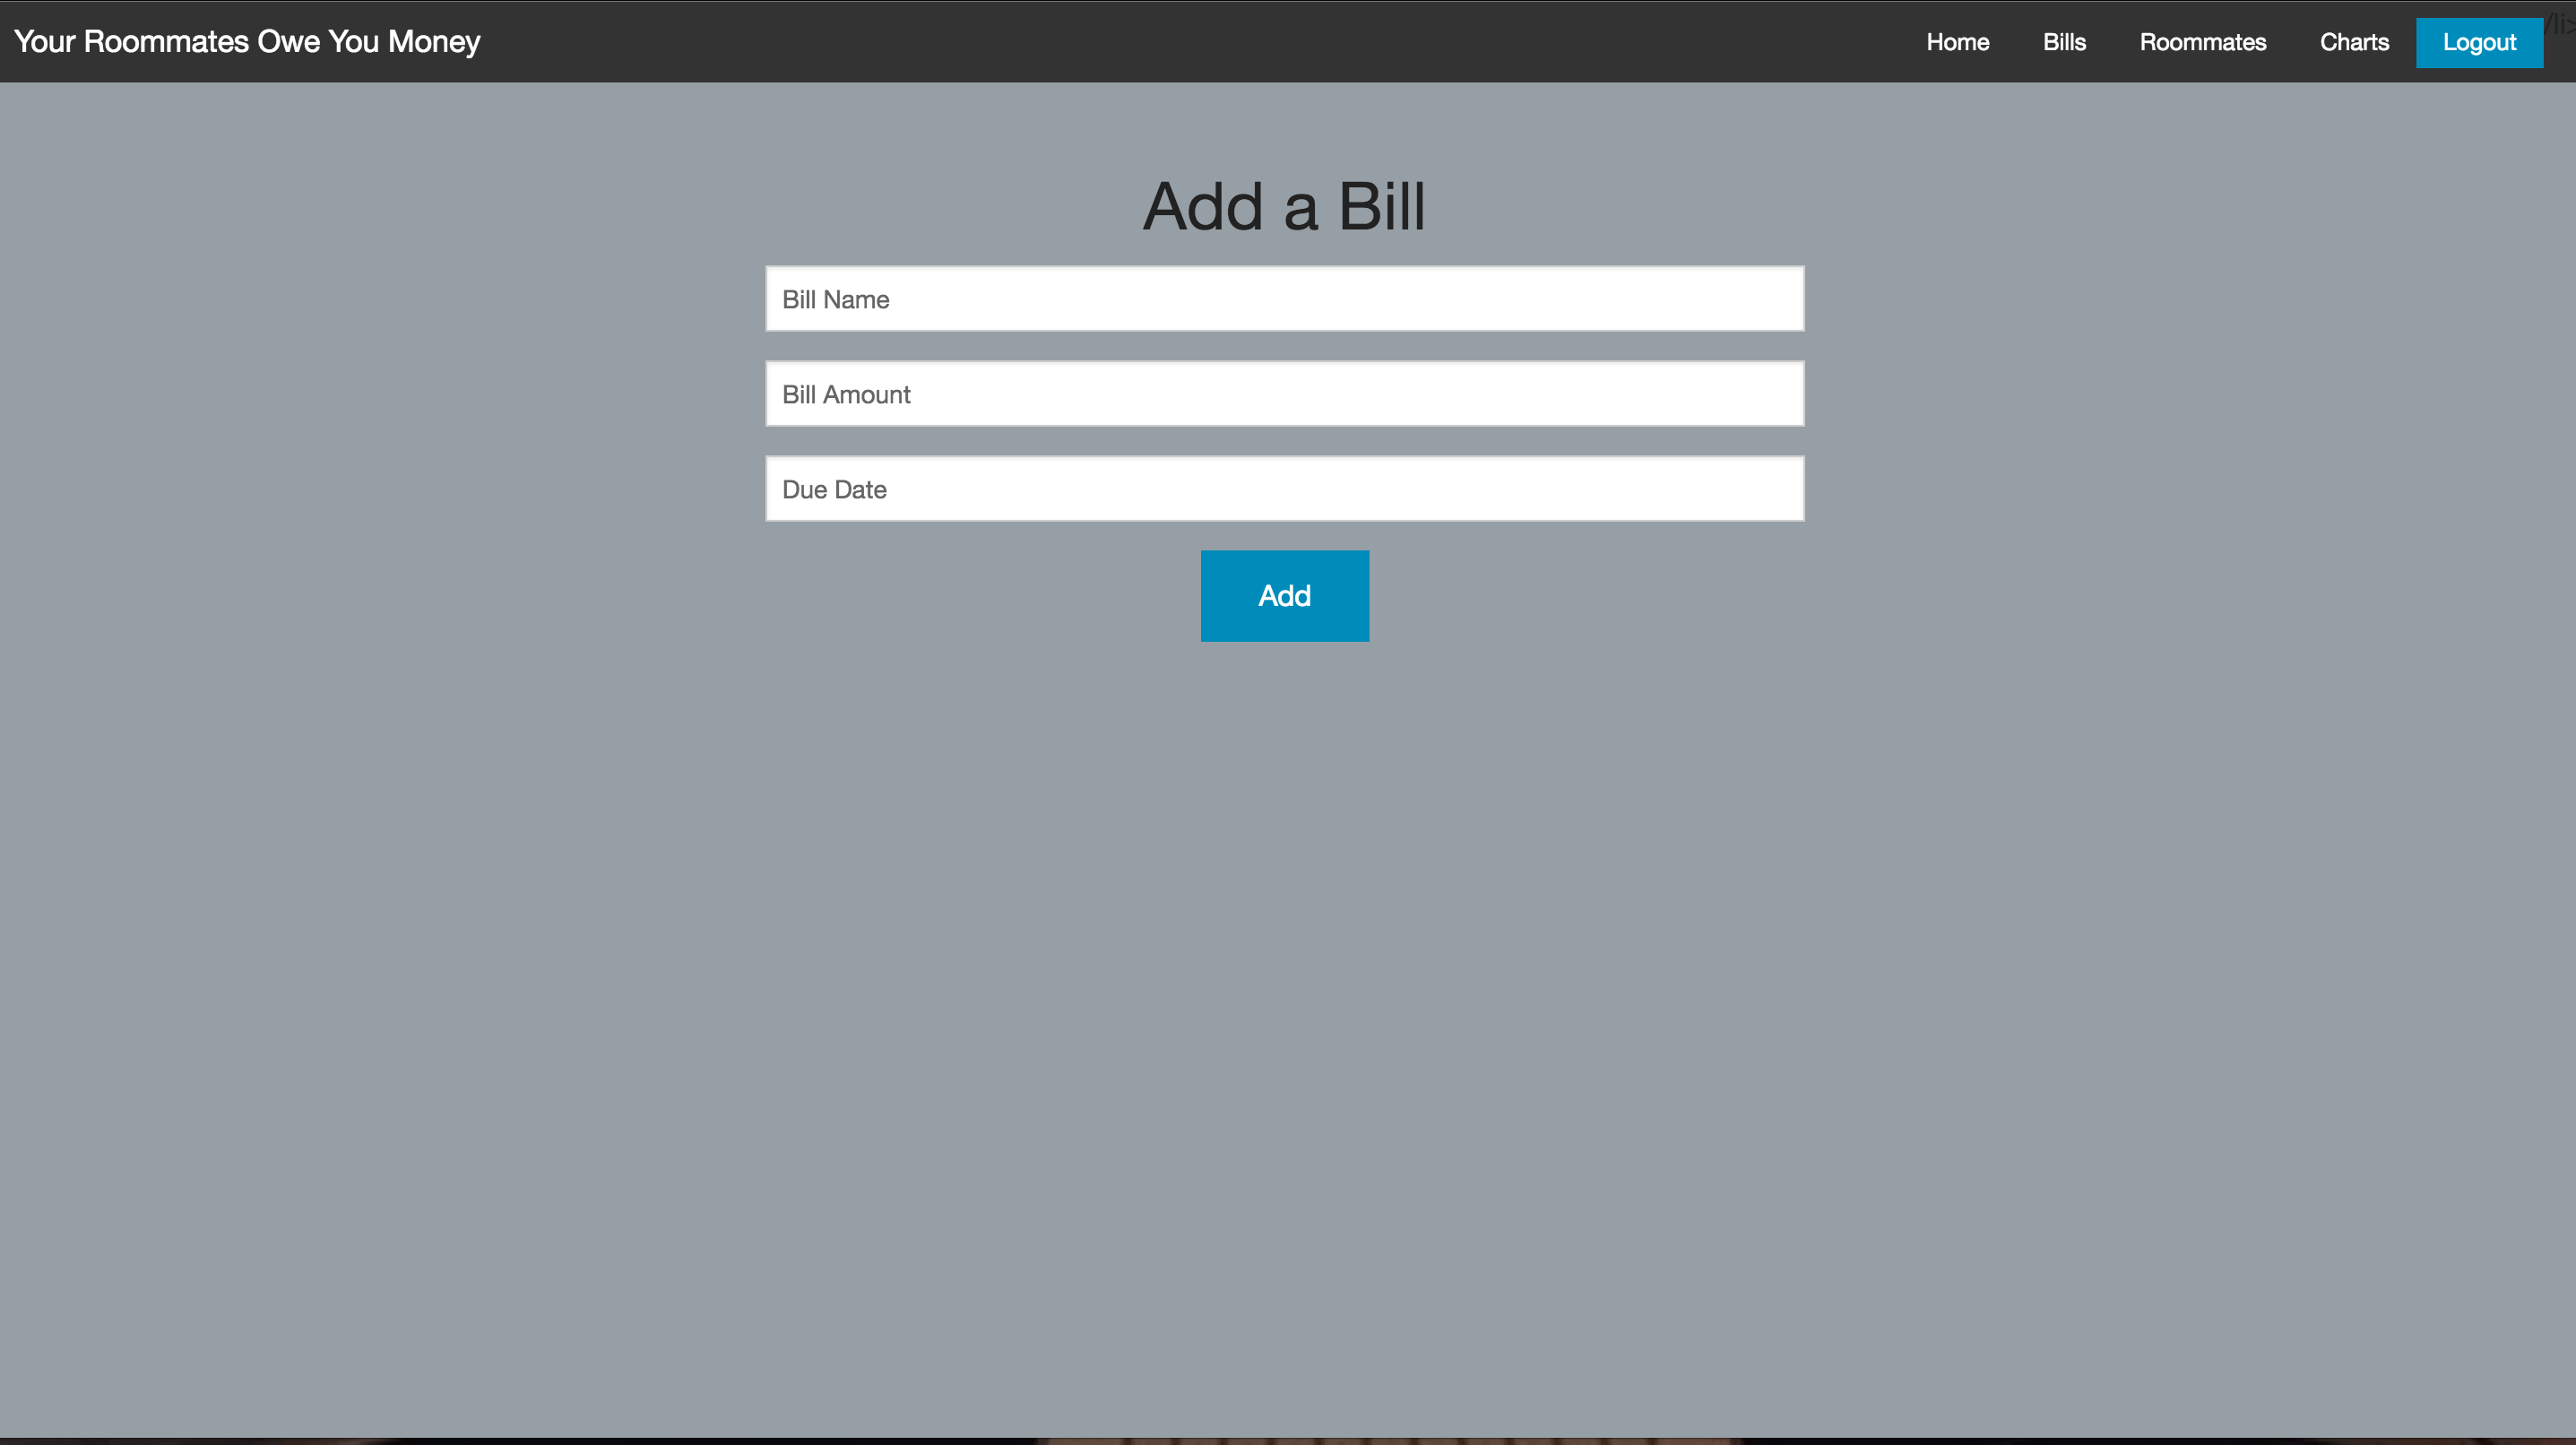 Your Roommates Owe You Money
Home Bills Roommates Charts Logout /li>
Add a Bill
Bill Name
Bill Amount
Due Date
Add